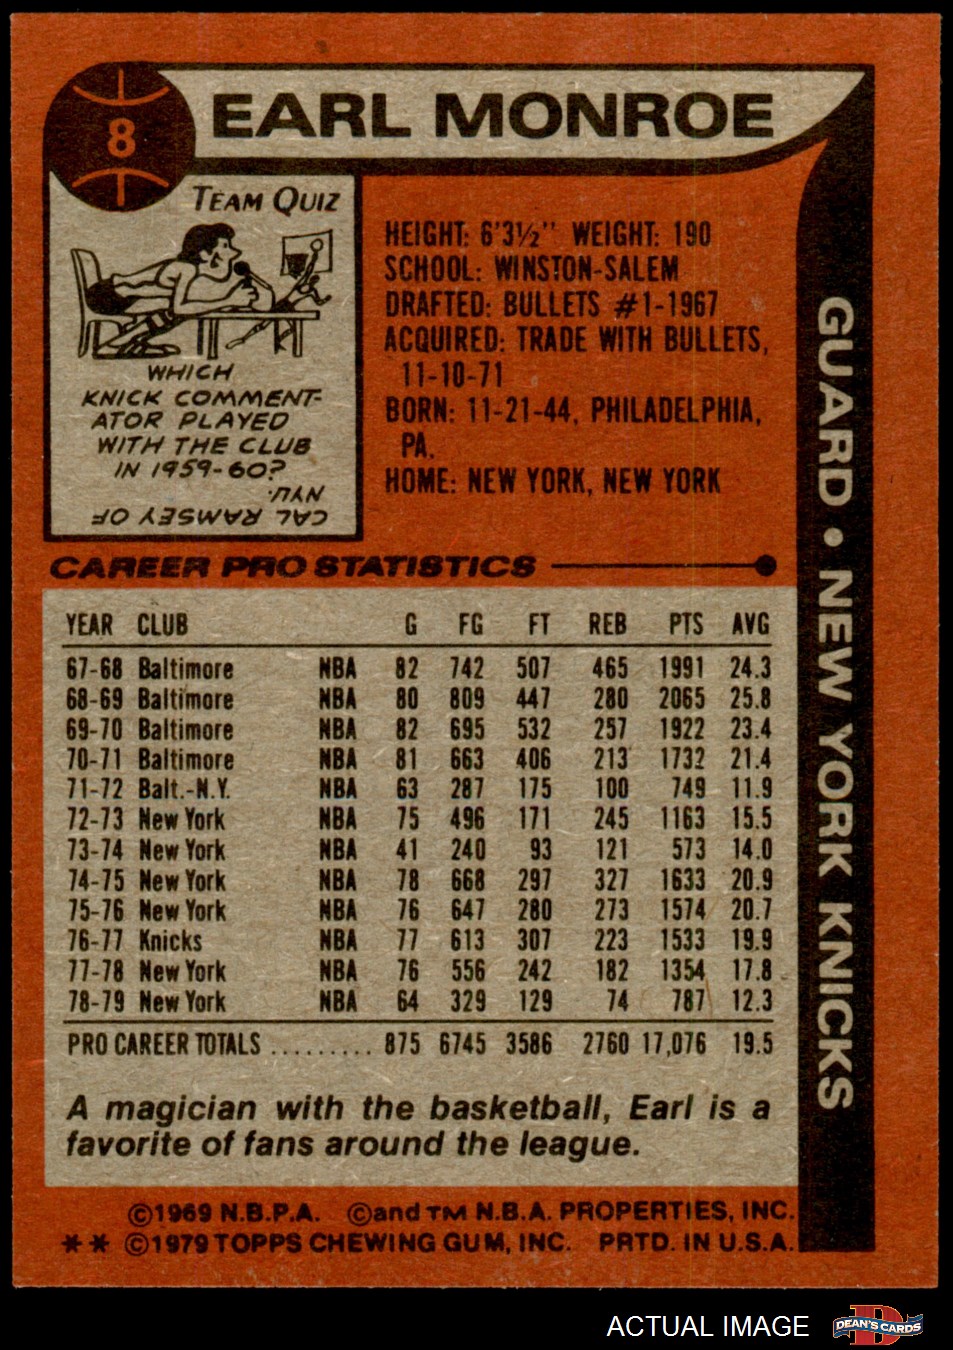 8
EARL MONROE
TEAM QUIZ
WHICH
KNICK COMMENT-
ATOR PLAYED
WITH THE CLUB
IN 1959-60?
CAL RAMSEY OF
NYU.
HEIGHT: 6'3½" WEIGHT: 190
SCHOOL: WINSTON-SALEM
DRAFTED: BULLETS #1-1967
ACQUIRED: TRADE WITH BULLETS,
11-10-71
BORN: 11-21-44, PHILADELPHIA,
PA.
HOME: NEW YORK, NEW YORK
GUARD • NEW YORK KNICKS
CAREER PRO STATISTICS
YEAR CLUB G FG FT REB PTS AVG
67-68 Baltimore NBA 82 742 507 465 1991 24.3
68-69 Baltimore NBA 80 809 447 280 2065 25.8
69-70 Baltimore NBA 82 695 532 257 1922 23.4
70-71 Baltimore NBA 81 663 406 213 1732 21.4
71-72 Balt.-N.Y. NBA 63 287 175 100 749 11.9
72-73 New York NBA 75 496 171 245 1163 15.5
73-74 New York NBA 41 240 93 121 573 14.0
74-75 New York NBA 78 668 297 327 1633 20.9
75-76 New York NBA 76 647 280 273 1574 20.7
76-77 Knicks NBA 77 613 307 223 1533 19.9
77-78 New York NBA 76 556 242 182 1354 17.8
78-79 New York NBA 64 329 129 74 787 12.3
PRO CAREER TOTALS ......... 875 6745 3586 2760 17,076 19.5
A magician with the basketball, Earl is a
favorite of fans around the league.
©1969 N.B.P.A. ©and TM N.B.A. PROPERTIES, INC.
** ©1979 TOPPS CHEWING GUM, INC. PRTD. IN U.S.A.
ACTUAL IMAGE
D
DEAN'S CARDS